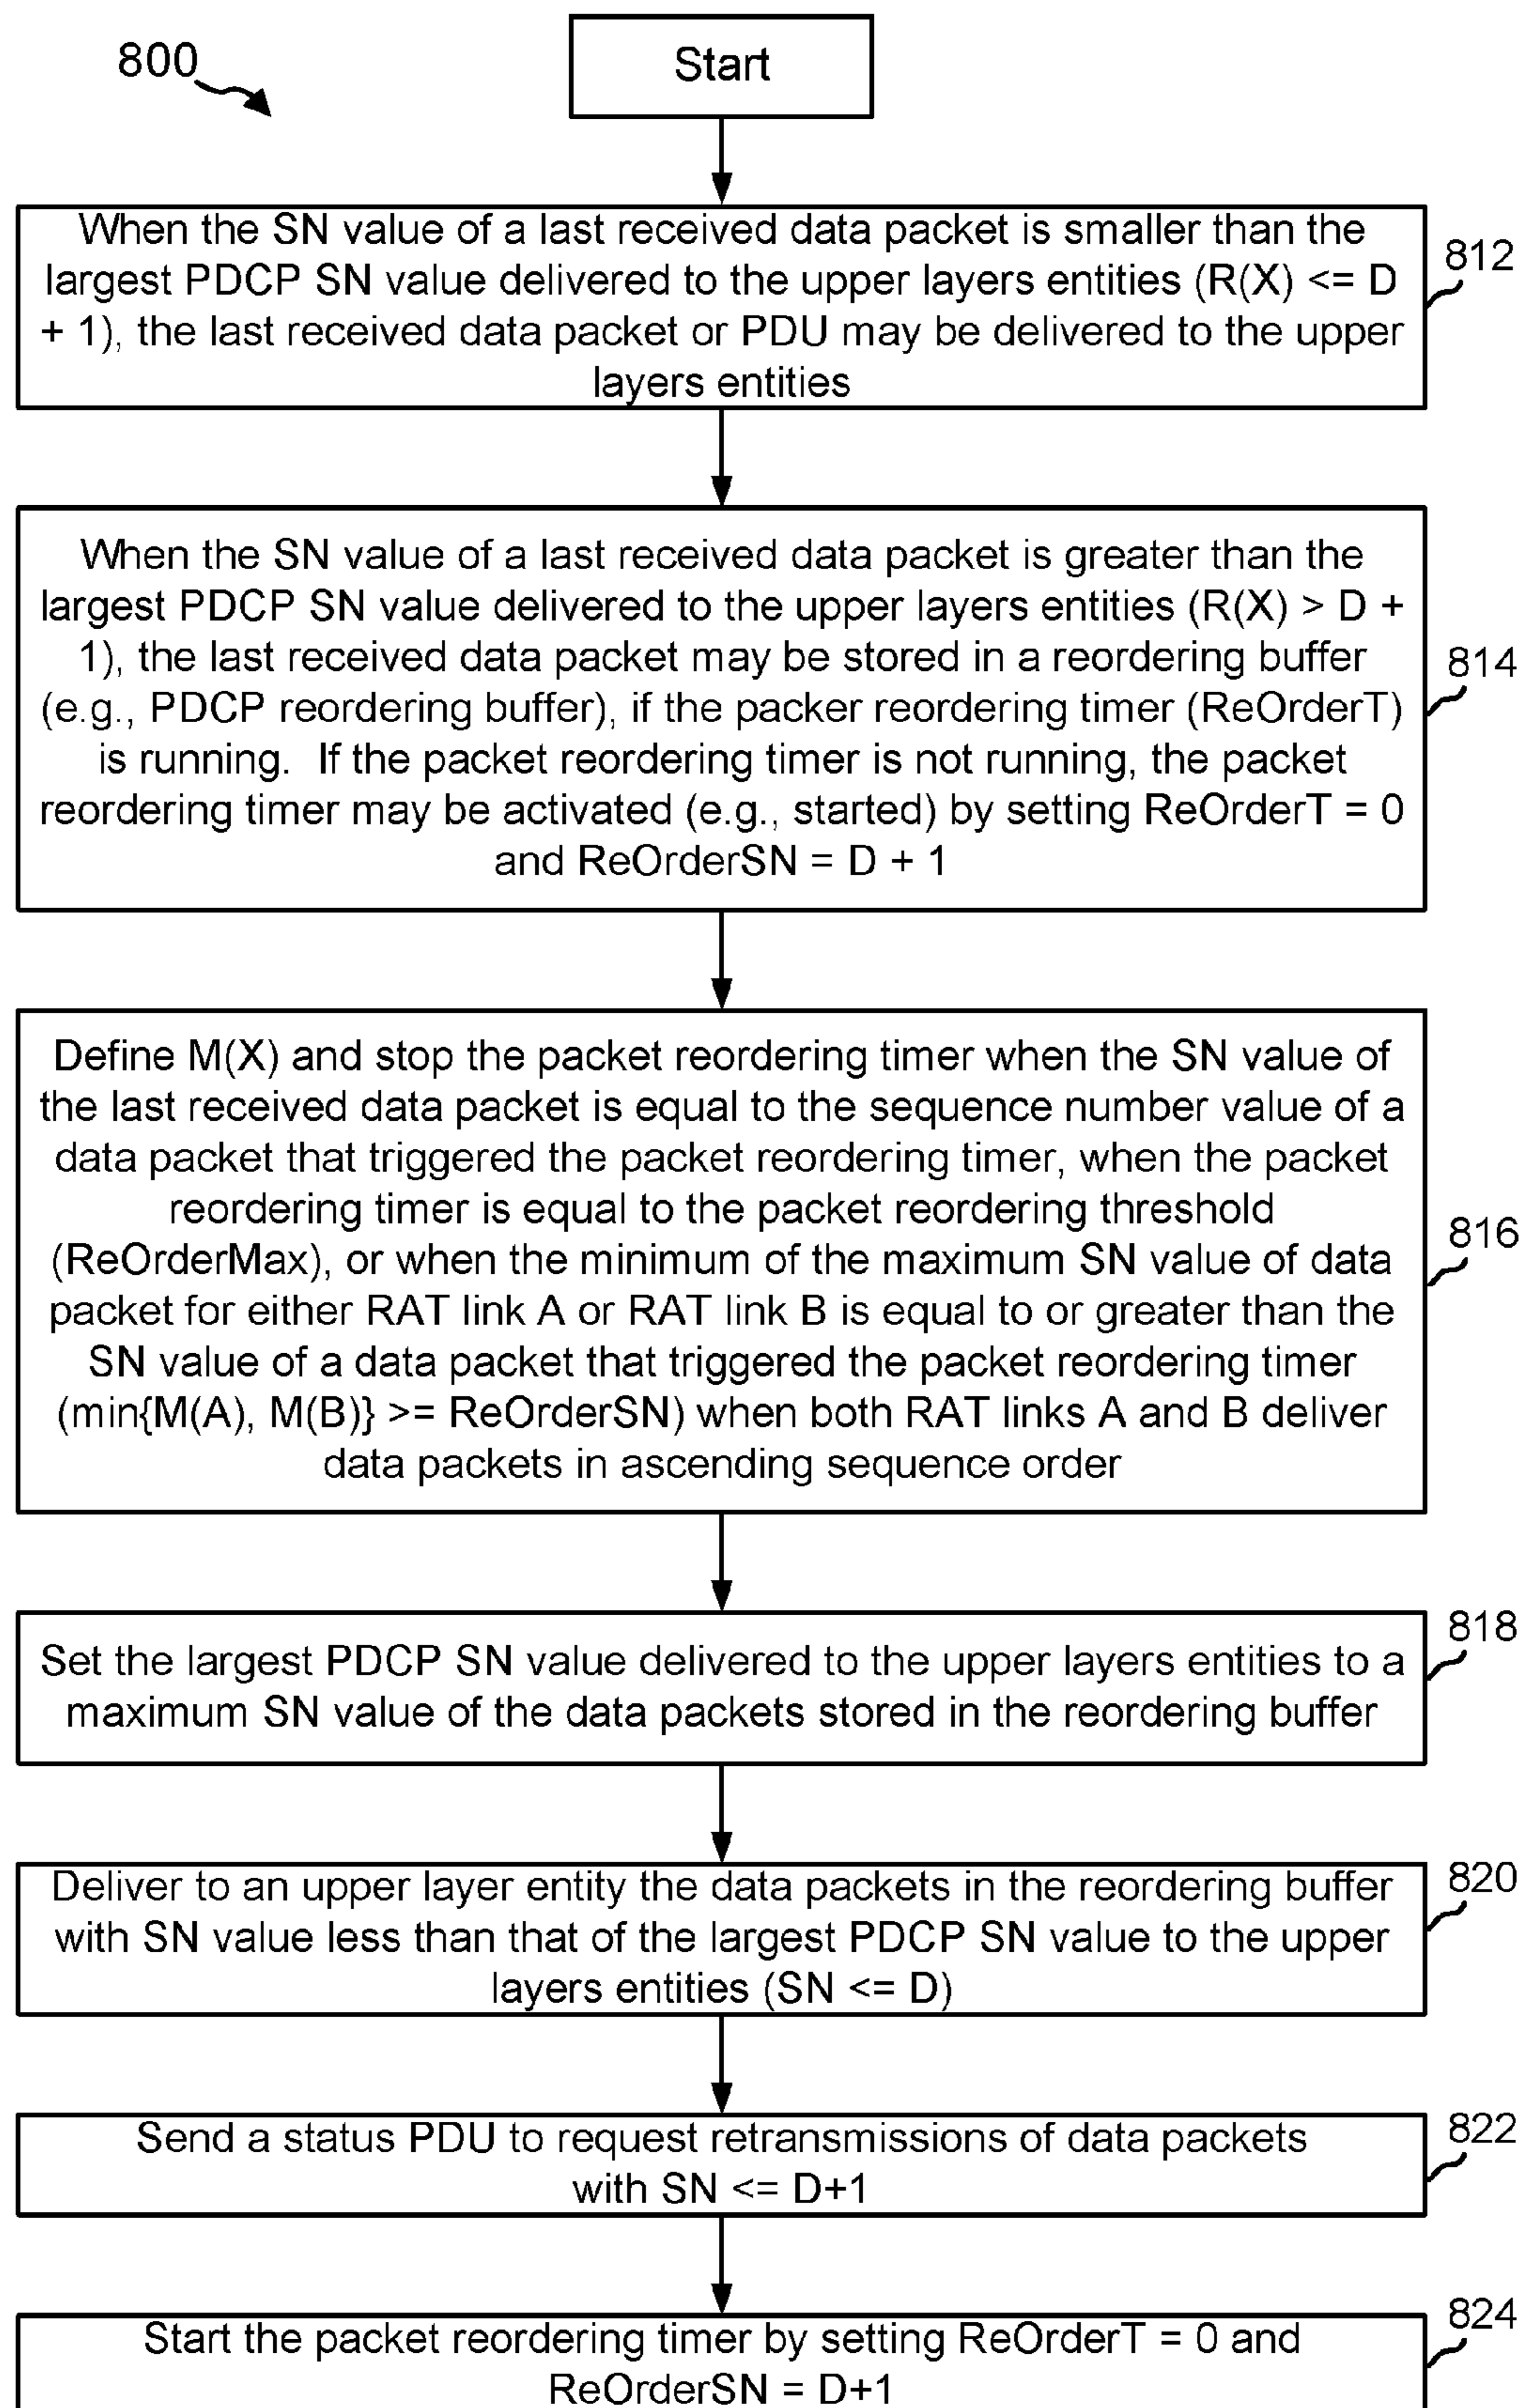 800
Start
When the SN value of a last received data packet is smaller than the
largest PDCP SN value delivered to the upper layers entities (R(X) <= D
+ 1), the last received data packet or PDU may be delivered to the upper
layers entities
812
When the SN value of a last received data packet is greater than the
largest PDCP SN value delivered to the upper layers entities (R(X) > D +
1), the last received data packet may be stored in a reordering buffer
(e.g., PDCP reordering buffer), if the packer reordering timer (ReOrderT)
is running. If the packet reordering timer is not running, the packet
reordering timer may be activated (e.g., started) by setting ReOrderT = 0
and ReOrderSN = D + 1
814
Define M(X) and stop the packet reordering timer when the SN value of
the last received data packet is equal to the sequence number value of a
data packet that triggered the packet reordering timer, when the packet
reordering timer is equal to the packet reordering threshold
(ReOrderMax), or when the minimum of the maximum SN value of data
packet for either RAT link A or RAT link B is equal to or greater than the
SN value of a data packet that triggered the packet reordering timer
(min{M(A), M(B)} >= ReOrderSN) when both RAT links A and B deliver
data packets in ascending sequence order
816
Set the largest PDCP SN value delivered to the upper layers entities to a
maximum SN value of the data packets stored in the reordering buffer
818
Deliver to an upper layer entity the data packets in the reordering buffer
with SN value less than that of the largest PDCP SN value to the upper
layers entities (SN <= D)
820
Send a status PDU to request retransmissions of data packets
with SN <= D+1
822
Start the packet reordering timer by setting ReOrderT = 0 and
ReOrderSN = D+1
824